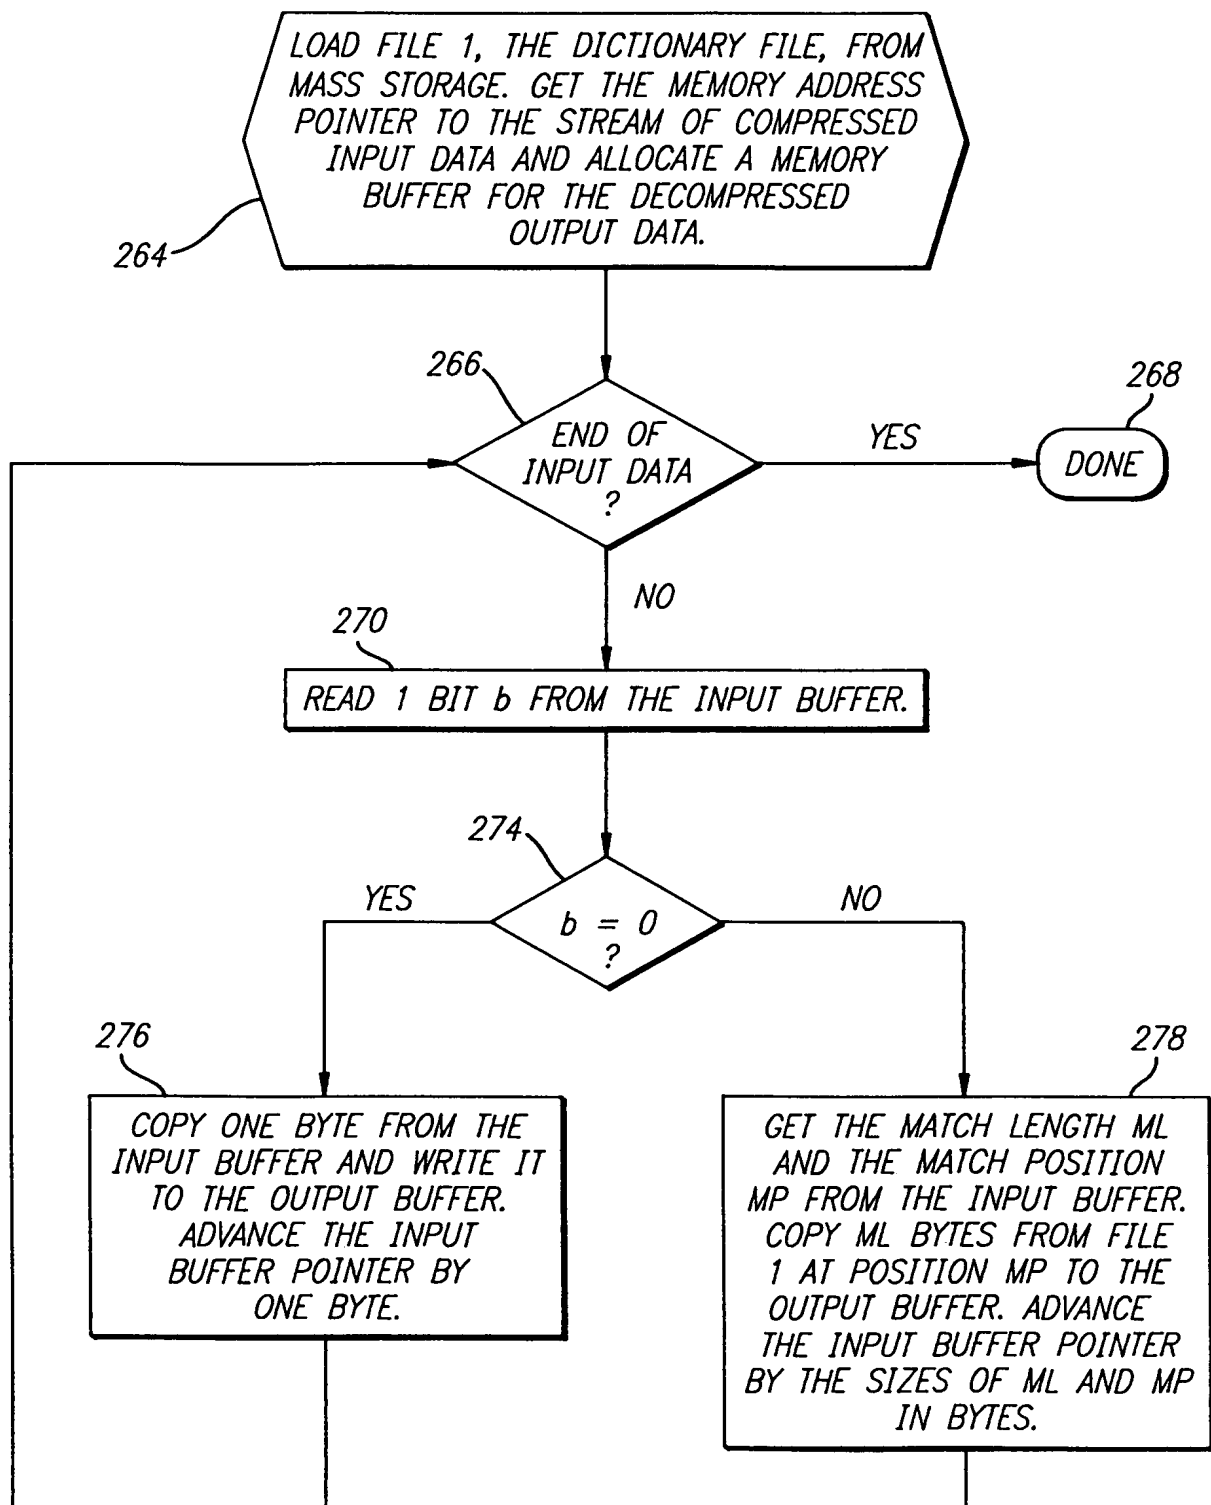 LOAD FILE 1, THE DICTIONARY FILE, FROM
MASS STORAGE. GET THE MEMORY ADDRESS
POINTER TO THE STREAM OF COMPRESSED
INPUT DATA AND ALLOCATE A MEMORY
BUFFER FOR THE DECOMPRESSED
OUTPUT DATA.
264
266
END OF
INPUT DATA
?
YES
268
DONE
NO
270
READ 1 BIT b FROM THE INPUT BUFFER.
274
b = 0
?
YES
NO
276
COPY ONE BYTE FROM THE
INPUT BUFFER AND WRITE IT
TO THE OUTPUT BUFFER.
ADVANCE THE INPUT
BUFFER POINTER BY
ONE BYTE.
278
GET THE MATCH LENGTH ML
AND THE MATCH POSITION
MP FROM THE INPUT BUFFER.
COPY ML BYTES FROM FILE
1 AT POSITION MP TO THE
OUTPUT BUFFER. ADVANCE
THE INPUT BUFFER POINTER
BY THE SIZES OF ML AND MP
IN BYTES.